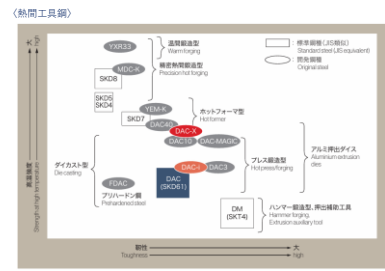 〈熱間工具鋼〉
大
high
YXR33
温間鍛造型
Warm forging
標準鋼種(JIS類似)
Standard steel(JIS equivalent)
MDC-K
精密熱間鍛造型
Precision hot forging
開発鋼種
Original steel
SKD8
SKD5
SKD4
YEM-K
ホットフォーマ型
Hot former
SKD7
DAC40
DAC-X
DAC10
DAC-MAGIC
アルミ押出ダイス
Aluminum extrusion
dies
ダイカスト型
Die casting
DAC-i
DAC3
プレス鍛造型
Hot press forging
高温強度
Strength at high temperature
FDAC
DAC
(SKD61)
プリハードン鋼
Prehardened steel
DM
(SKT4)
ハンマー鍛造型、押出補助工具
Hammer forging,
Extrusion auxiliary tool
靭性
大
Toughness
high